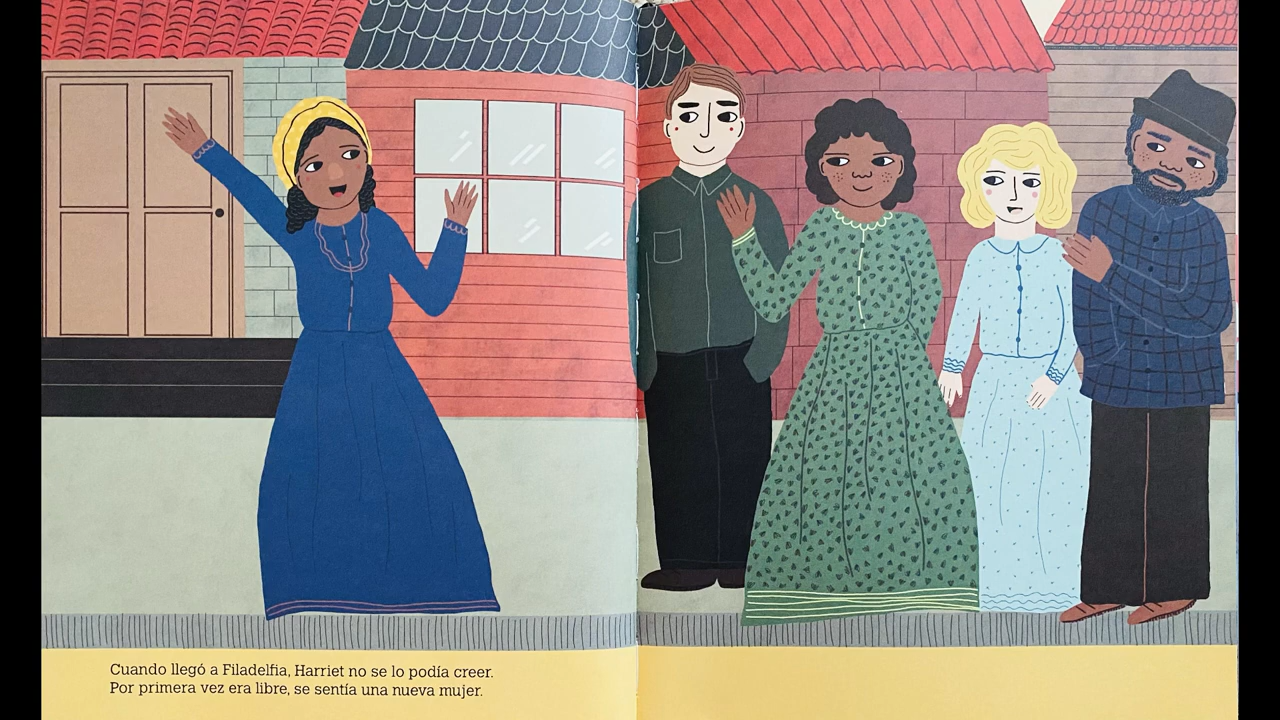 Cuando llegó a Filadelfia, Harriet no se lo podía creer.
Por primera vez era libre, se sentía una nueva mujer.